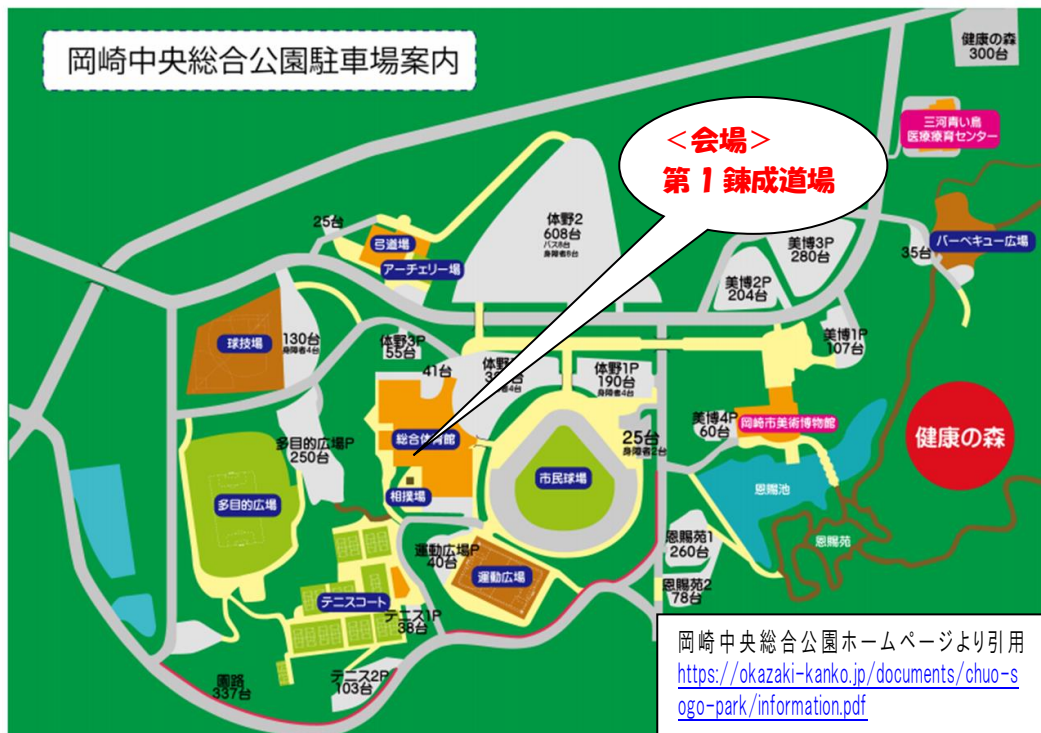 岡崎中央総合公園駐車場案内
健康の森
300台
三河青い鳥
医療療育センター
<会場>
第1錬成道場
25台
弓道場
アーチェリー場
体野2
608台
バス8台
身障者8台
美博3P
280台
美博2P
204台
35台
バーベキュー広場
球技場
130台
身障者4台
体野3P
55台
41台
体野1P
190台
身障者4台
美博1P
107台
美博4P
60台
岡崎市美術博物館
健康の森
総合体育館
25台
身障者2台
多目的広場P
250台
市民球場
多目的広場
相撲場
恩賜池
恩賜苑
運動広場P
40台
運動広場
恩賜苑1
260台
恩賜苑2
78台
テニスコート
テニス1P
38台
テニス2P
103台
園路
337台
岡崎中央総合公園ホームページより引用
https://okazaki-kanko.jp/documents/chuo-s
ogo-park/information.pdf